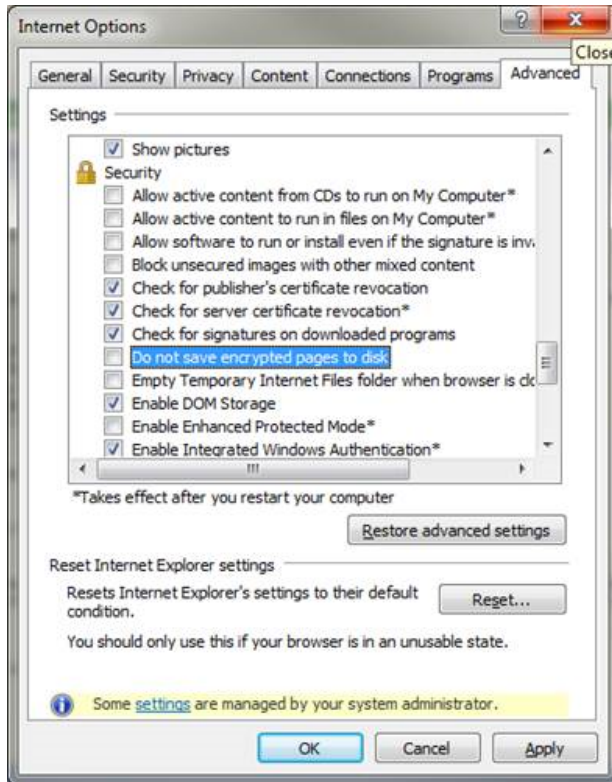 Internet Options
Close
General Security Privacy Content Connections Programs Advanced
Settings
Show pictures
Security
Allow active content from CDs to run on My Computer*
Allow active content to run in files on My Computer*
Allow software to run or install even if the signature is
Block unsecured images with other mixed content
Check for publisher's certificate revocation
Check for server certificate revocation*
Check for signatures on downloaded programs
Do not save encrypted pages to disk
Empty Temporary Internet Files folder when browser is
Enable DOM Storage
Enable Enhanced Protected Mode*
Enable Integrated Windows Authentication*
*Takes effect after you restart your computer
Restore advanced settings
Reset Internet Explorer settings
Resets Internet Explorer's settings to their default
condition.
Reset...
You should only use this if your browser is in an unusable state.
Some settings are managed by your system administrator.
OK Cancel Apply